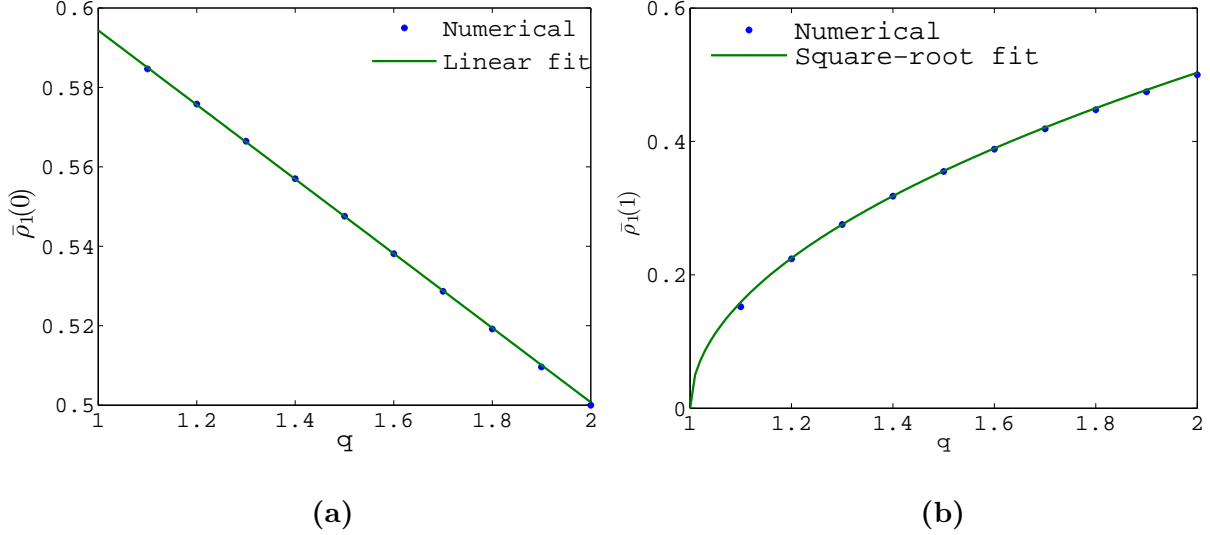 0.6
0.58
0.56
0.54
0.52
0.5
ρ̄₁(0)
1 1.2 1.4 1.6 1.8 2
q
Numerical
Linear fit
(a)
0.6
0.4
0.2
0
ρ̄₁(1)
1 1.2 1.4 1.6 1.8 2
q
Numerical
Square-root fit
(b)